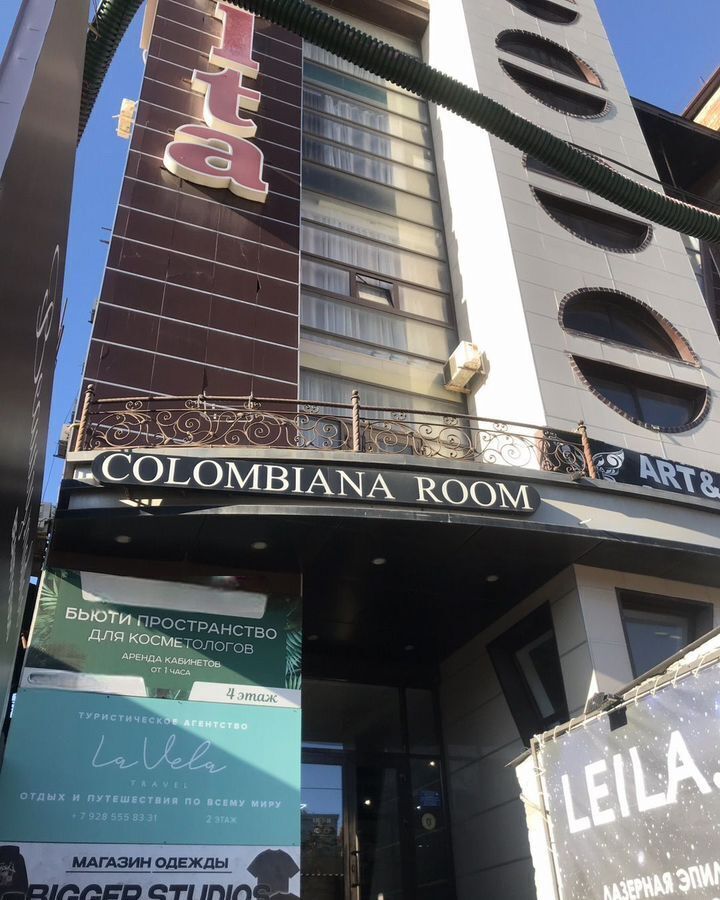 lta
COLOMBIANA ROOM
ART &
БЬЮТИ ПРОСТРАНСТВО
ДЛЯ КОСМЕТОЛОГОВ
АРЕНДА КАБИНЕТОВ
ОТ 1 ЧАСА
4 этаж
ТУРИСТИЧЕСКОЕ АГЕНТСТВО
La Vela
TRAVEL
ОТДЫХ И ПУТЕШЕСТВИЯ ПО ВСЕМУ МИРУ
+7 928 555 83 31 2 ЭТАЖ
МАГАЗИН ОДЕЖДЫ
BIGGER STUDIOS
LEILA.
ЛАЗЕРНАЯ ЭПИЛ